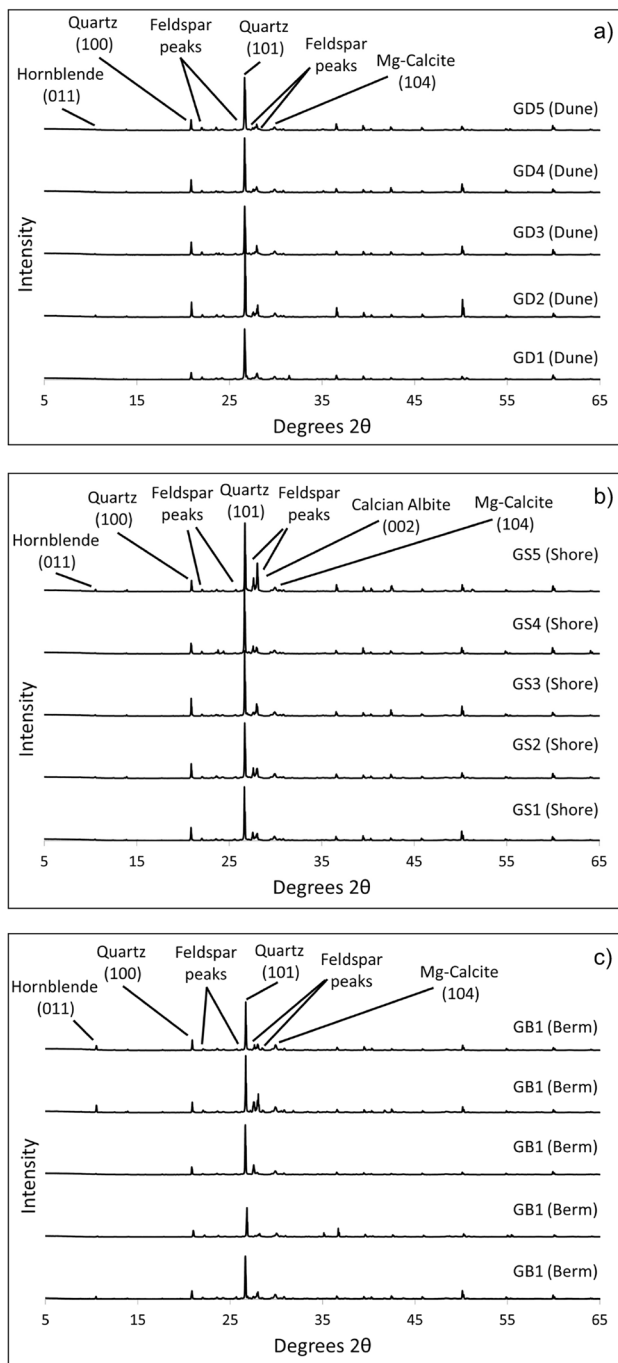 a)
Quartz
(100)
Feldspar
peaks
Quartz
(101)
Feldspar
peaks
Mg-Calcite
(104)
Hornblende
(011)
GD5 (Dune)
GD4 (Dune)
GD3 (Dune)
GD2 (Dune)
GD1 (Dune)
Intensity
5 15 25 35 45 55 65
Degrees 2θ
b)
Quartz
(100)
Feldspar
peaks
Quartz
(101)
Feldspar
peaks
Calcian Albite
(002)
Mg-Calcite
(104)
Hornblende
(011)
GS5 (Shore)
GS4 (Shore)
GS3 (Shore)
GS2 (Shore)
GS1 (Shore)
Intensity
5 15 25 35 45 55 65
Degrees 2θ
c)
Quartz
(100)
Feldspar
peaks
Quartz
(101)
Feldspar
peaks
Mg-Calcite
(104)
Hornblende
(011)
GB1 (Berm)
GB1 (Berm)
GB1 (Berm)
GB1 (Berm)
GB1 (Berm)
Intensity
5 15 25 35 45 55 65
Degrees 2θ